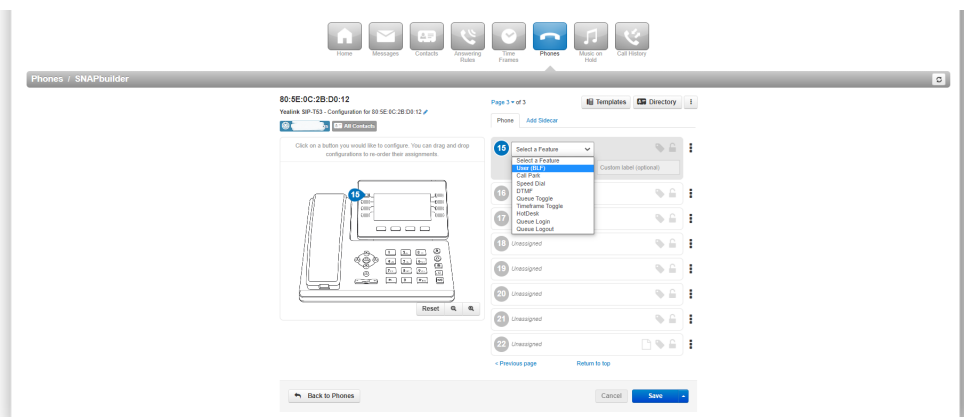 Home
Messages
Contacts
Answering Rules
Time Frames
Phones
Music on Hold
Call History
Phones / SNAPbuilder
80:5E:0C:2B:D0:12
Yealink SIP-T53 - Configuration for 80:5E:0C:2B:D0:12
All Contacts
Click on a button you would like to configure. You can drag and drop
configurations to re-order their assignments.
15
Reset
Page 3 of 3
Templates
Directory
Phone
Add Sidecar
15
Select a Feature
Select a Feature
User (BLF)
Call Park
Speed Dial
DTMF
Queue Toggle
Timeframe Toggle
HotDesk
Queue Login
Queue Logout
Custom label (optional)
16
17
18 Unassigned
19 Unassigned
20 Unassigned
21 Unassigned
22 Unassigned
< Previous page
Return to top
Back to Phones
Cancel
Save